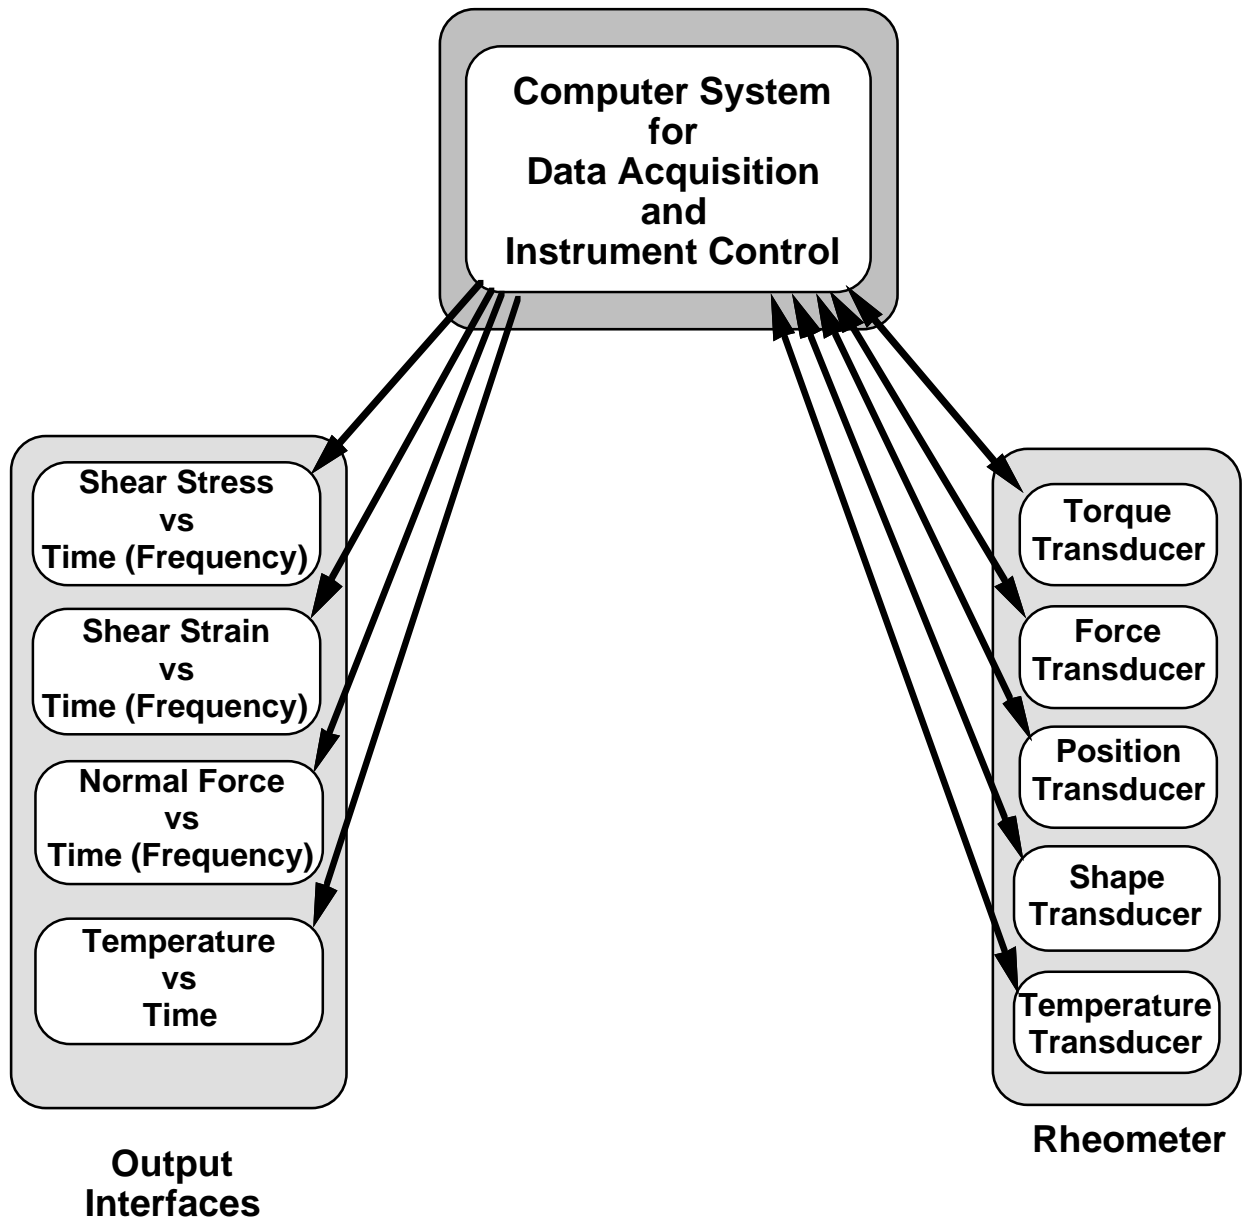 Computer System
for
Data Acquisition
and
Instrument Control
Shear Stress
vs
Time (Frequency)
Shear Strain
vs
Time (Frequency)
Normal Force
vs
Time (Frequency)
Temperature
vs
Time
Output
Interfaces
Torque
Transducer
Force
Transducer
Position
Transducer
Shape
Transducer
Temperature
Transducer
Rheometer